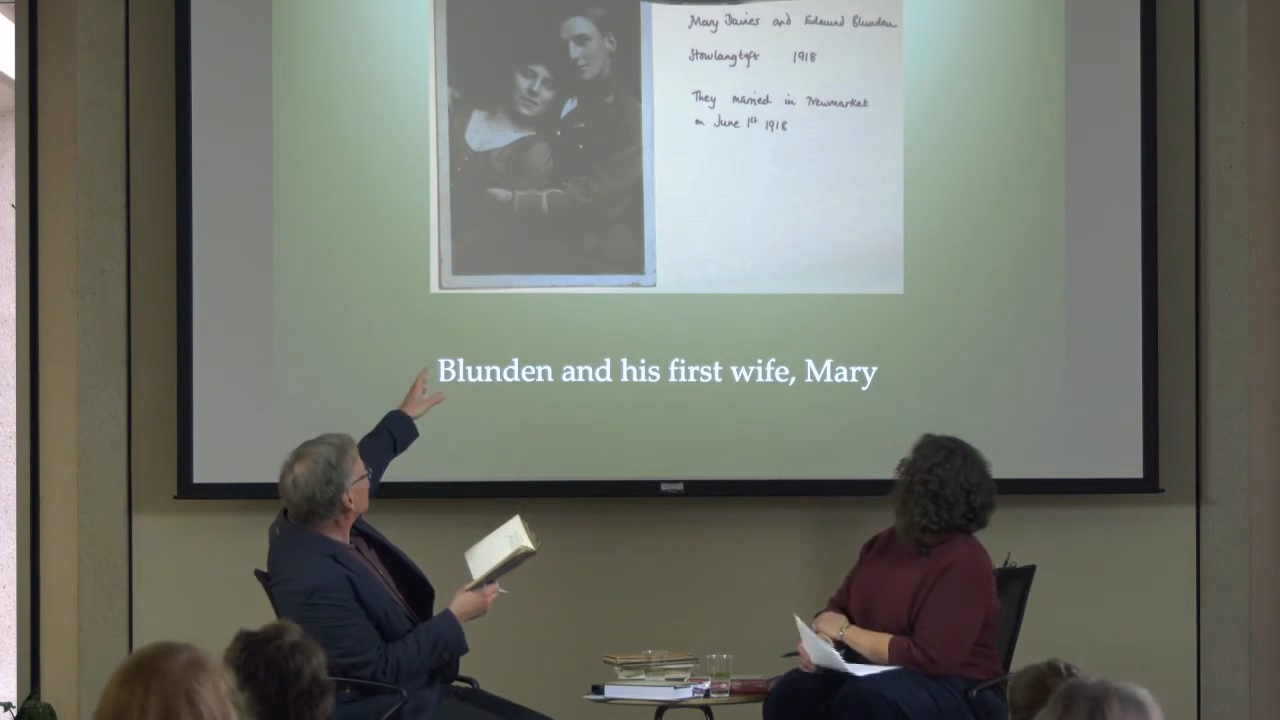 Mary Davies and Edmund Blunden
Stowlangtoft 1918
They married in Newmarket
on June 1st 1918
Blunden and his first wife, Mary